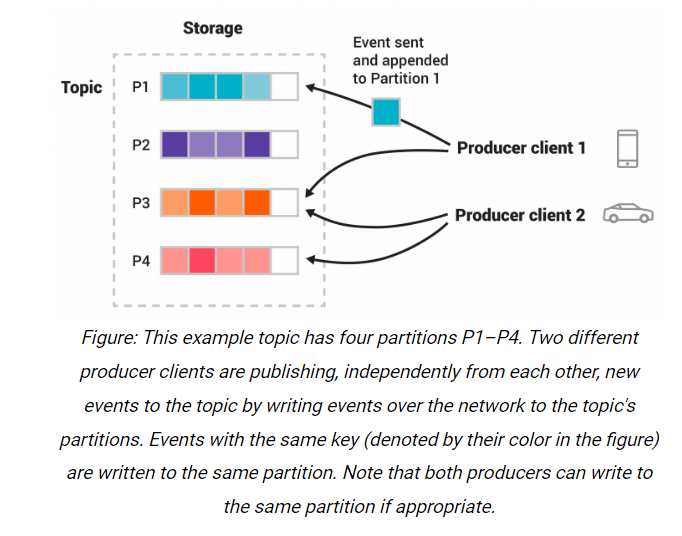 Storage
Event sent
and appended
to Partition 1
Topic
P1
P2
Producer client 1
P3
Producer client 2
P4
Figure: This example topic has four partitions P1–P4. Two different
producer clients are publishing, independently from each other, new
events to the topic by writing events over the network to the topic's
partitions. Events with the same key (denoted by their color in the figure)
are written to the same partition. Note that both producers can write to
the same partition if appropriate.